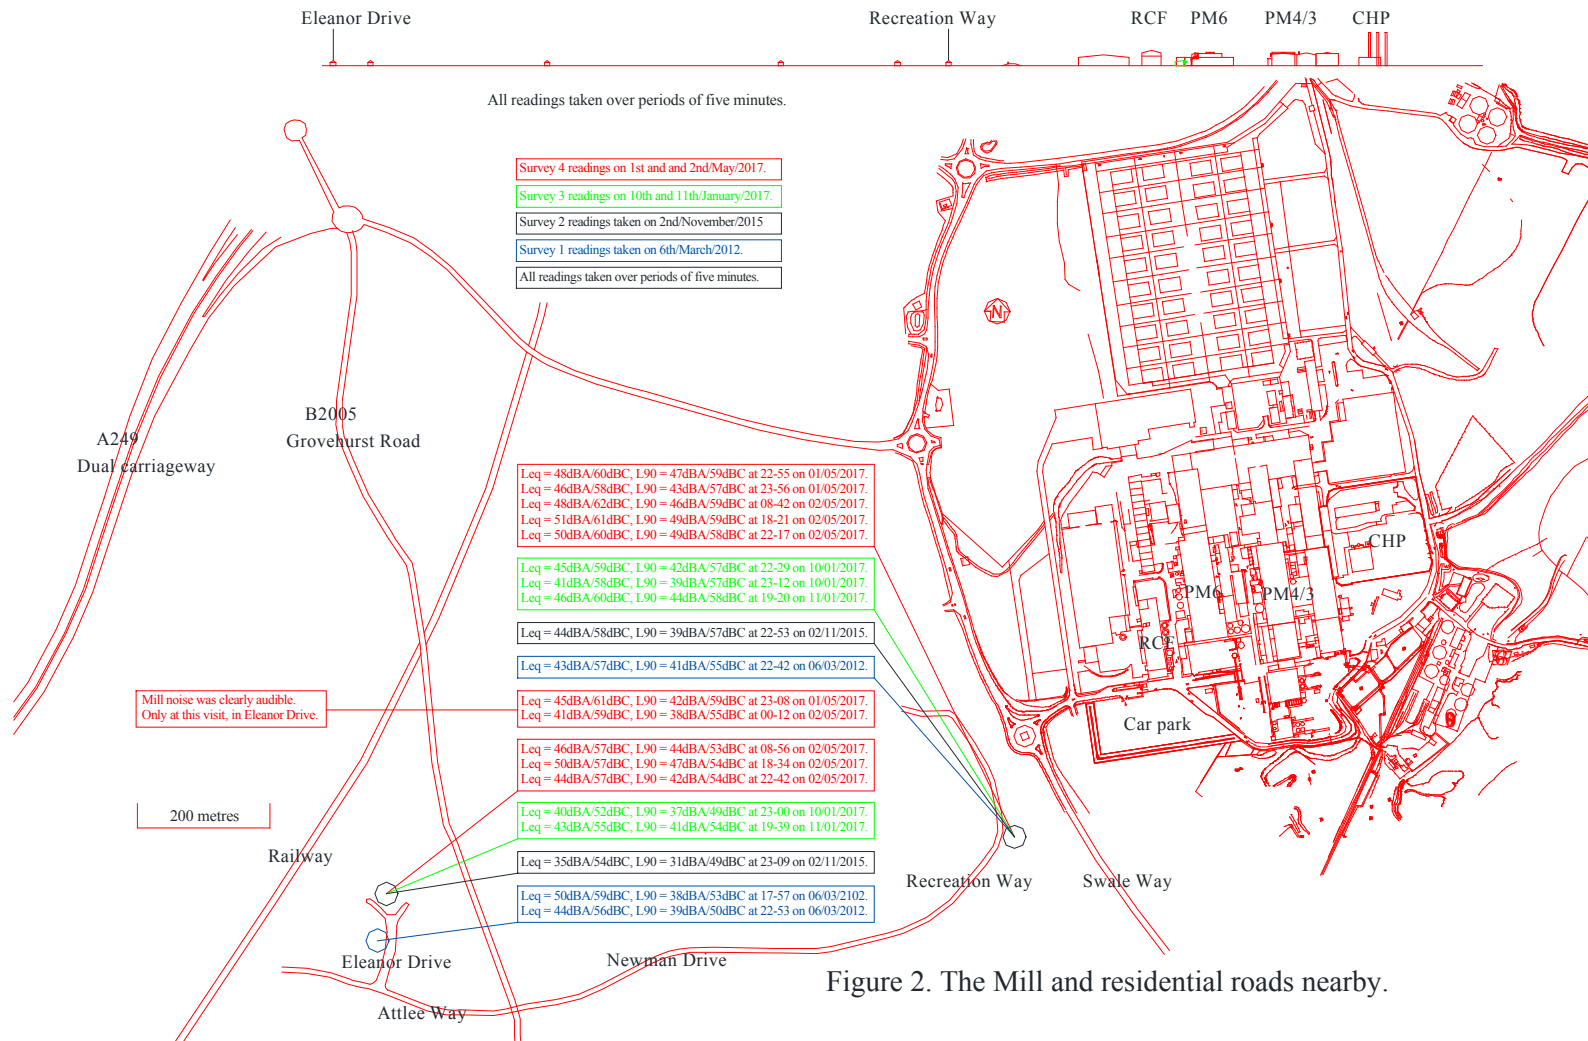 Eleanor Drive
Recreation Way
RCF
PM6
PM4/3
CHP
All readings taken over periods of five minutes.
Survey 4 readings on 1st and and 2nd/May/2017.
Survey 3 readings on 10th and 11th/January/2017.
Survey 2 readings taken on 2nd/November/2015
Survey 1 readings taken on 6th/March/2012.
All readings taken over periods of five minutes.
N
A249
Dual carriageway
B2005
Grovehurst Road
Leq = 48dBA/60dBC, L90 = 47dBA/59dBC at 22-55 on 01/05/2017.
Leq = 46dBA/58dBC, L90 = 43dBA/57dBC at 23-56 on 01/05/2017.
Leq = 48dBA/62dBC, L90 = 46dBA/59dBC at 08-42 on 02/05/2017.
Leq = 51dBA/61dBC, L90 = 49dBA/59dBC at 18-21 on 02/05/2017.
Leq = 50dBA/60dBC, L90 = 49dBA/58dBC at 22-17 on 02/05/2017.
Leq = 45dBA/59dBC, L90 = 42dBA/57dBC at 22-29 on 10/01/2017.
Leq = 41dBA/58dBC, L90 = 39dBA/57dBC at 23-12 on 10/01/2017.
Leq = 46dBA/60dBC, L90 = 44dBA/58dBC at 19-20 on 11/01/2017.
Leq = 44dBA/58dBC, L90 = 39dBA/57dBC at 22-53 on 02/11/2015.
Leq = 43dBA/57dBC, L90 = 41dBA/55dBC at 22-42 on 06/03/2012.
Mill noise was clearly audible.
Only at this visit, in Eleanor Drive.
Leq = 45dBA/61dBC, L90 = 42dBA/59dBC at 23-08 on 01/05/2017.
Leq = 41dBA/59dBC, L90 = 38dBA/55dBC at 00-12 on 02/05/2017.
Leq = 46dBA/57dBC, L90 = 44dBA/53dBC at 08-56 on 02/05/2017.
Leq = 50dBA/57dBC, L90 = 47dBA/54dBC at 18-34 on 02/05/2017.
Leq = 44dBA/57dBC, L90 = 42dBA/54dBC at 22-42 on 02/05/2017.
Leq = 40dBA/52dBC, L90 = 37dBA/49dBC at 23-00 on 10/01/2017.
Leq = 43dBA/55dBC, L90 = 41dBA/54dBC at 19-39 on 11/01/2017.
Leq = 35dBA/54dBC, L90 = 31dBA/49dBC at 23-09 on 02/11/2015.
Leq = 50dBA/59dBC, L90 = 38dBA/53dBC at 17-57 on 06/03/2102.
Leq = 44dBA/56dBC, L90 = 39dBA/50dBC at 22-53 on 06/03/2012.
CHP
PM6
PM4/3
RCF
Car park
200 metres
Railway
Recreation Way
Swale Way
Eleanor Drive
Newman Drive
Attlee Way
Figure 2. The Mill and residential roads nearby.